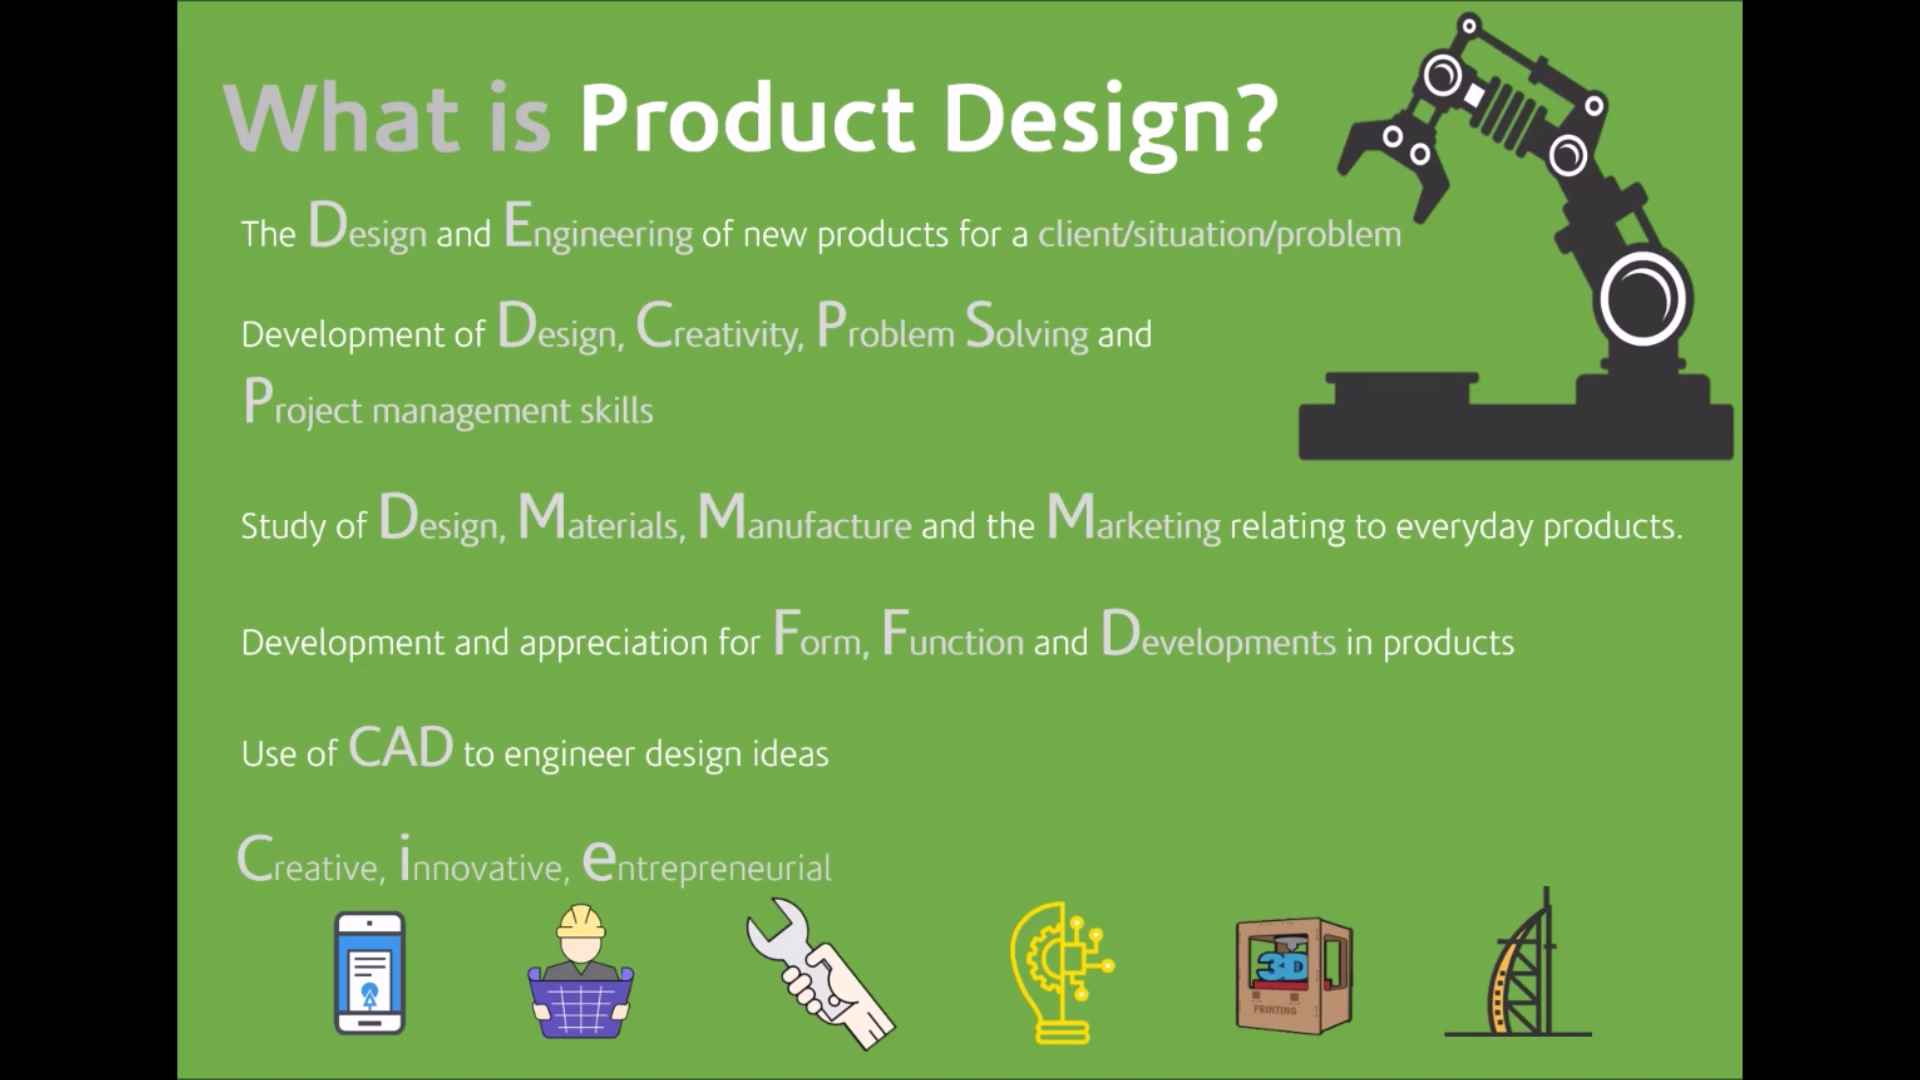 What is Product Design?
The Design and Engineering of new products for a client/situation/problem
Development of Design, Creativity, Problem Solving and
Project management skills
Study of Design, Materials, Manufacture and the Marketing relating to everyday products.
Development and appreciation for Form, Function and Developments in products
Use of CAD to engineer design ideas
Creative, innovative, entrepreneurial
3D
PRINTING